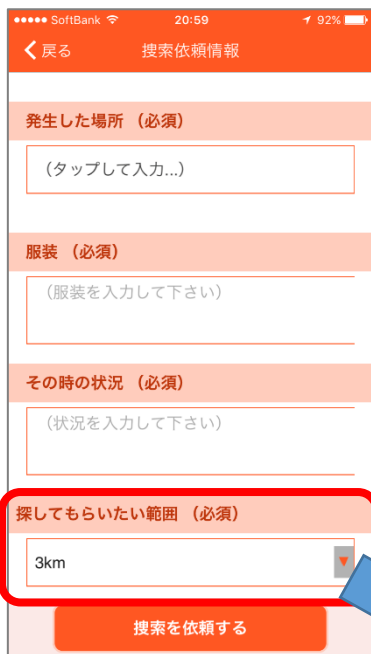 SoftBank 20:59 92%
戻る 捜索依頼情報
発生した場所 （必須）
（タップして入力...）
服装 （必須）
（服装を入力して下さい）
その時の状況 （必須）
（状況を入力して下さい）
探してもらいたい範囲 （必須）
3km
捜索を依頼する